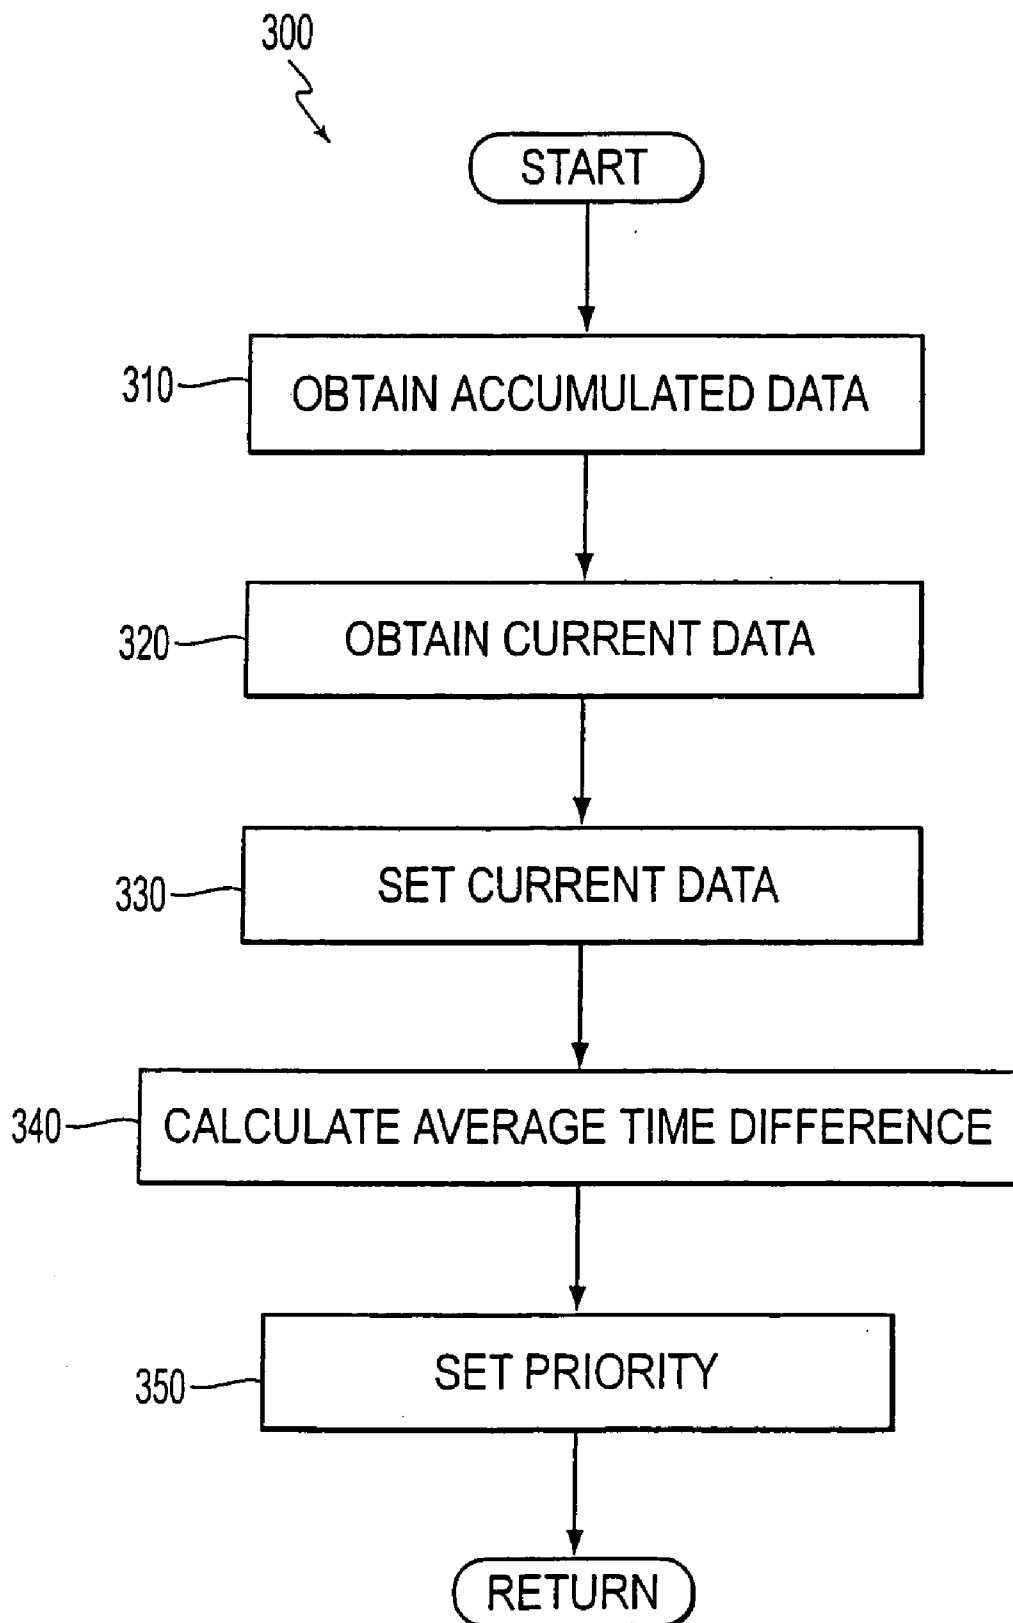 300
START
310
OBTAIN ACCUMULATED DATA
320
OBTAIN CURRENT DATA
330
SET CURRENT DATA
340
CALCULATE AVERAGE TIME DIFFERENCE
350
SET PRIORITY
RETURN